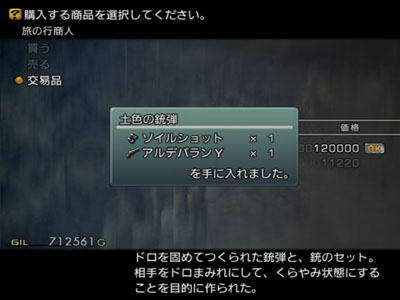 購入する商品を選択してください。
旅の行商人
買う
売る
交易品
土色の銃弾
ソイルショット × 1
アルデバランY × 1
を手に入れました。
価格
120000 OK
11220
GIL 712561G
ドロを固めてつくられた銃弾と、銃のセット。
相手をドロまみれにして、くらやみ状態にする
ことを目的に作られた。